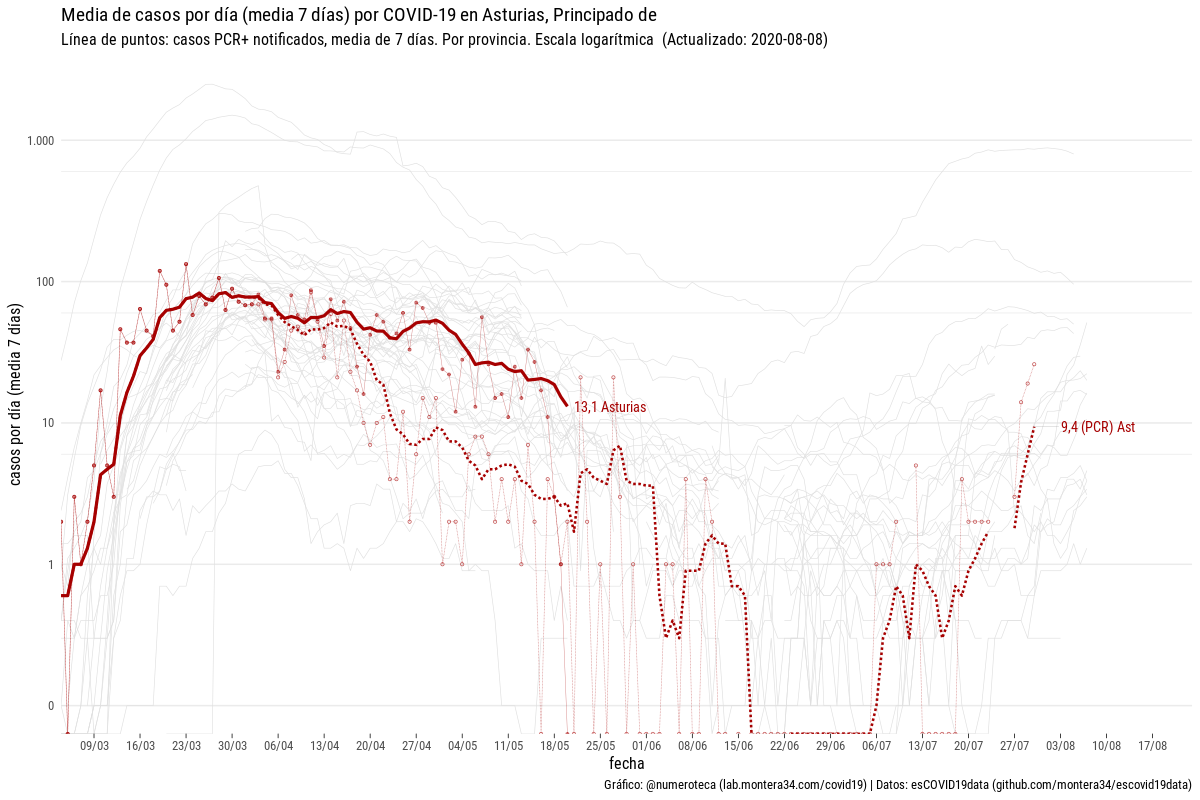 Media de casos por día (media 7 días) por COVID-19 en Asturias, Principado de
Línea de puntos: casos PCR+ notificados, media de 7 días. Por provincia. Escala logarítmica (Actualizado: 2020-08-08)
casos por día (media 7 días)
1.000
100
10
1
0
13,1 Asturias
9,4 (PCR) Ast
09/03 16/03 23/03 30/03 06/04 13/04 20/04 27/04 04/05 11/05 18/05 25/05 01/06 08/06 15/06 22/06 29/06 06/07 13/07 20/07 27/07 03/08 10/08 17/08
fecha
Gráfico: @numeroteca (lab.montera34.com/covid19) | Datos: esCOVID19data (github.com/montera34/escovid19data)